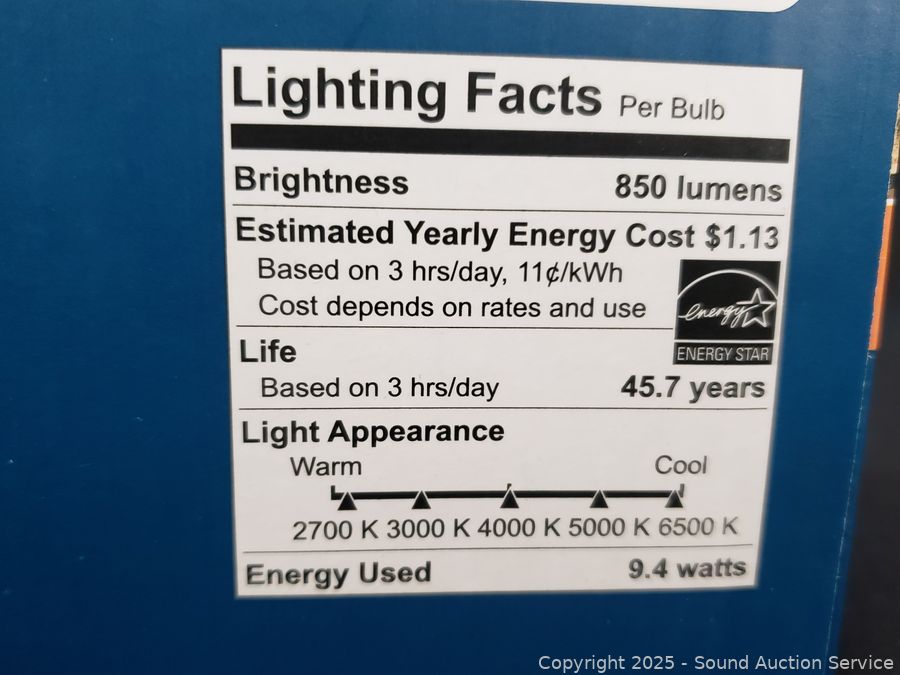 Lighting Facts Per Bulb
Brightness 850 lumens
Estimated Yearly Energy Cost $1.13
Based on 3 hrs/day, 11¢/kWh
Cost depends on rates and use
energy
ENERGY STAR
Life
Based on 3 hrs/day 45.7 years
Light Appearance
Warm Cool
2700 K 3000 K 4000 K 5000 K 6500 K
Energy Used 9.4 watts
Copyright 2025 - Sound Auction Service